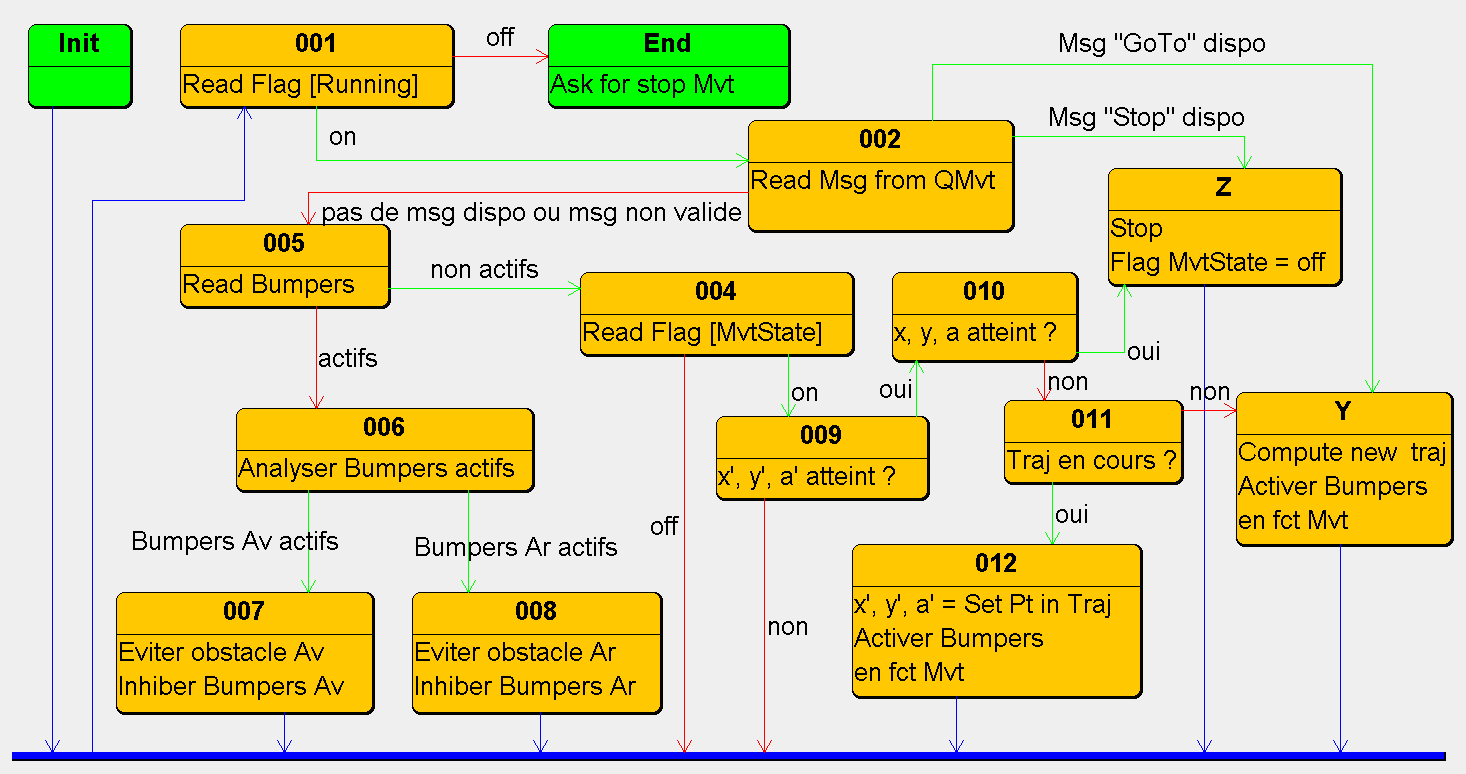 Init
001
Read Flag [Running]
off
End
Ask for stop Mvt
on
Msg "GoTo" dispo
Msg "Stop" dispo
002
Read Msg from QMvt
pas de msg dispo ou msg non valide
Z
Stop
Flag MvtState = off
005
Read Bumpers
non actifs
004
Read Flag [MvtState]
010
x, y, a atteint ?
oui
actifs
on
oui
non
non
006
Analyser Bumpers actifs
009
x', y', a' atteint ?
011
Traj en cours ?
Y
Compute new  traj
Activer Bumpers
en fct Mvt
off
oui
Bumpers Av actifs
Bumpers Ar actifs
007
Eviter obstacle Av
Inhiber Bumpers Av
008
Eviter obstacle Ar
Inhiber Bumpers Ar
non
012
x', y', a' = Set Pt in Traj
Activer Bumpers
en fct Mvt